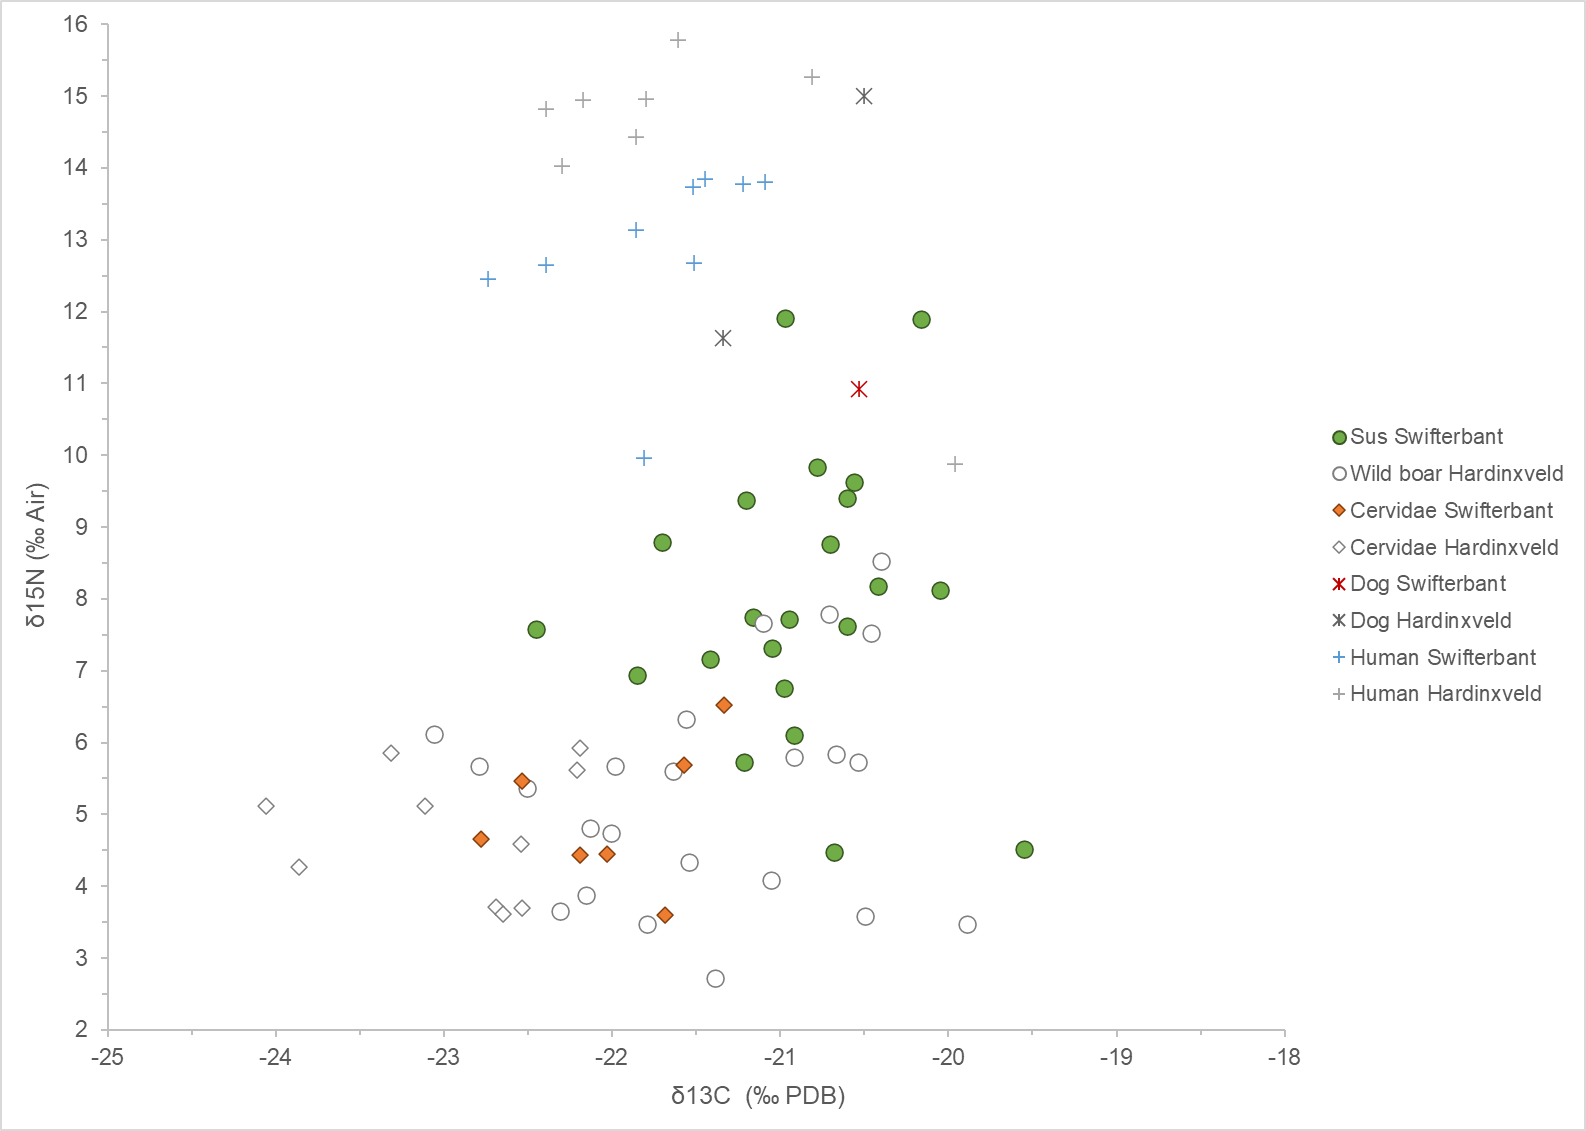 16
15
14
13
12
11
10
9
8
7
6
5
4
3
2
δ15N (‰ Air)
-25 -24 -23 -22 -21 -20 -19 -18
δ13C (‰ PDB)
Sus Swifterbant
Wild boar Hardinxveld
Cervidae Swifterbant
Cervidae Hardinxveld
Dog Swifterbant
Dog Hardinxveld
Human Swifterbant
Human Hardinxveld